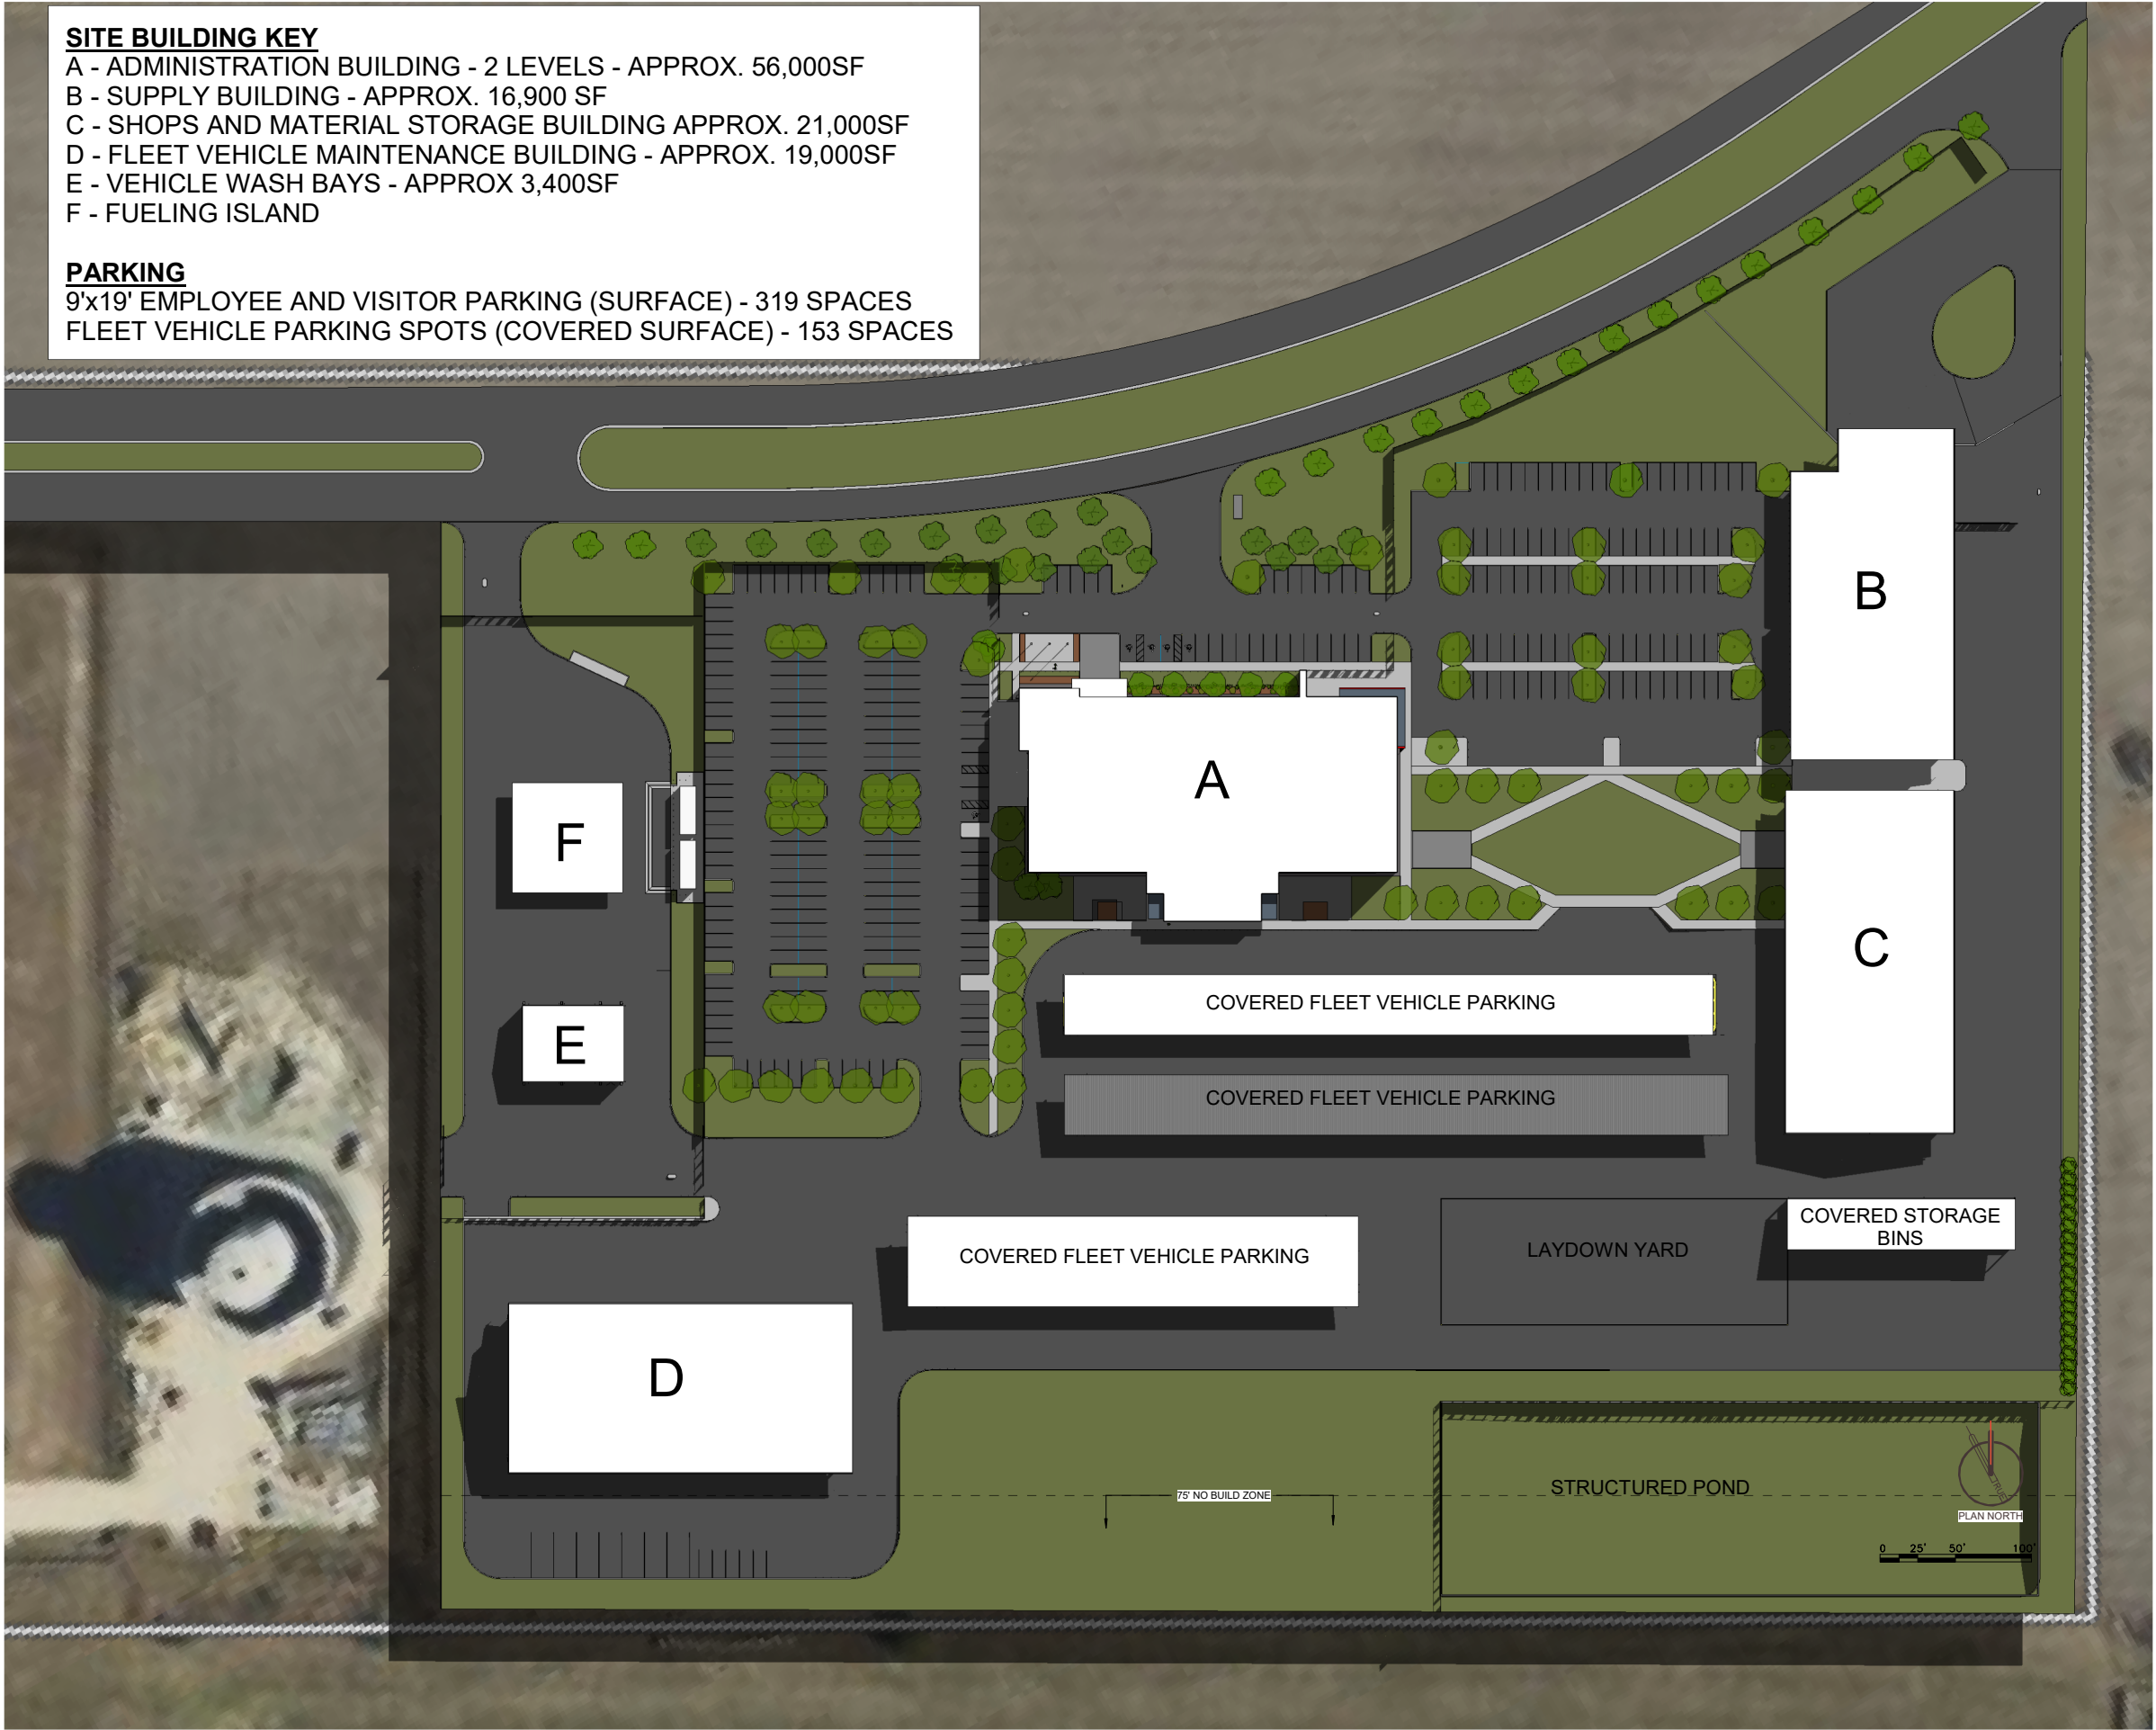 SITE BUILDING KEY
A - ADMINISTRATION BUILDING - 2 LEVELS - APPROX. 56,000SF
B - SUPPLY BUILDING - APPROX. 16,900 SF
C - SHOPS AND MATERIAL STORAGE BUILDING APPROX. 21,000SF
D - FLEET VEHICLE MAINTENANCE BUILDING - APPROX. 19,000SF
E - VEHICLE WASH BAYS - APPROX 3,400SF
F - FUELING ISLAND
PARKING
9'x19' EMPLOYEE AND VISITOR PARKING (SURFACE) - 319 SPACES
FLEET VEHICLE PARKING SPOTS (COVERED SURFACE) - 153 SPACES
B
A
F
C
COVERED FLEET VEHICLE PARKING
E
COVERED FLEET VEHICLE PARKING
COVERED STORAGE
BINS
LAYDOWN YARD
COVERED FLEET VEHICLE PARKING
D
STRUCTURED POND
75' NO BUILD ZONE
PLAN NORTH
0 25' 50' 100'